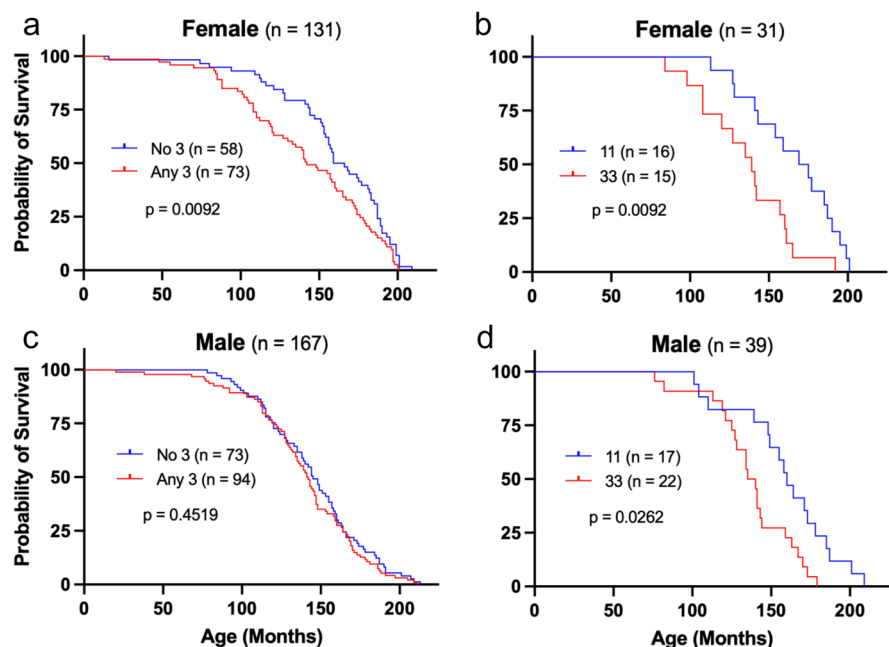 a
Female (n = 131)
Probability of Survival
100
75
50
25
0
No 3 (n = 58)
Any 3 (n = 73)
p = 0.0092
0 50 100 150 200
b
Female (n = 31)
100
75
50
25
0
11 (n = 16)
33 (n = 15)
p = 0.0092
0 50 100 150 200
c
Male (n = 167)
Probability of Survival
100
75
50
25
0
No 3 (n = 73)
Any 3 (n = 94)
p = 0.4519
0 50 100 150 200
Age (Months)
d
Male (n = 39)
100
75
50
25
0
11 (n = 17)
33 (n = 22)
p = 0.0262
0 50 100 150 200
Age (Months)